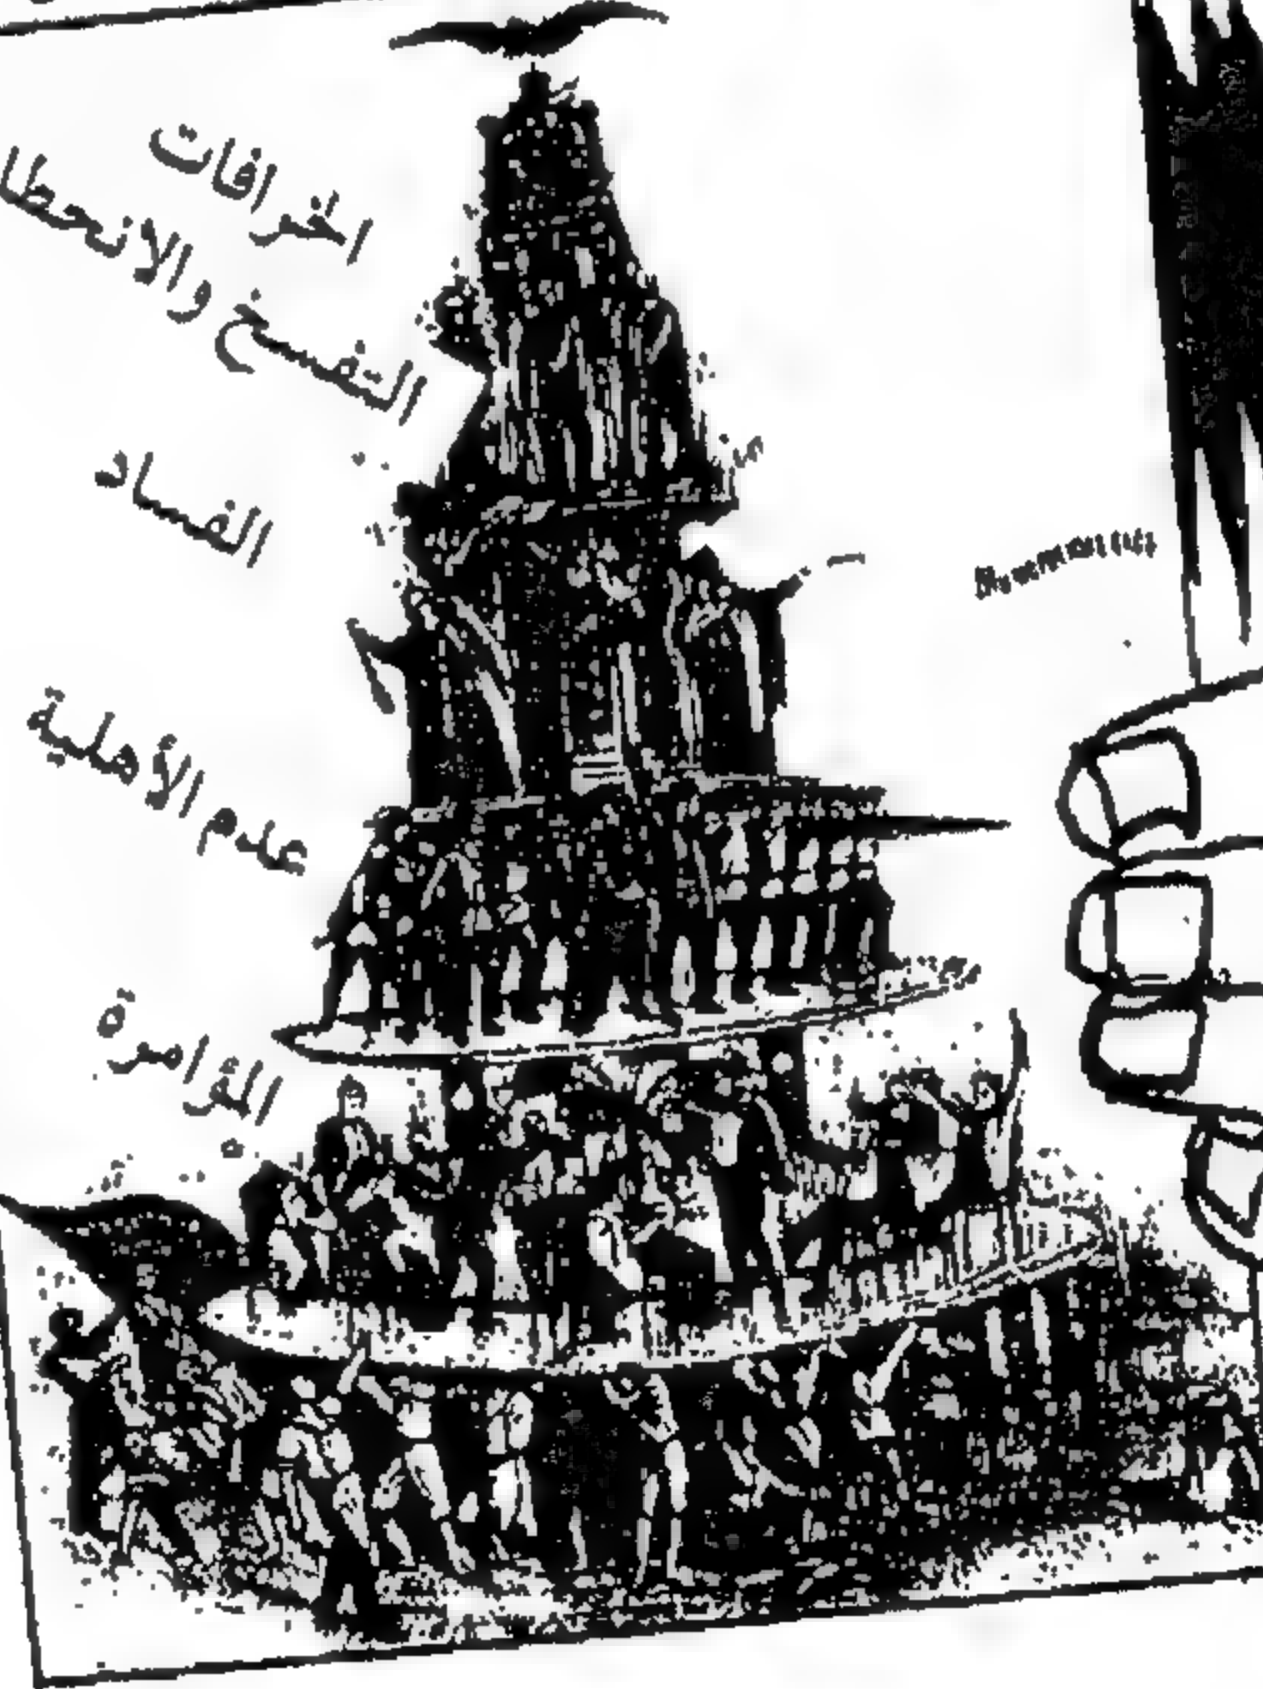 الخرافات
التفسخ والانحطا
الفساد
عدم الأهلية
المؤامرة